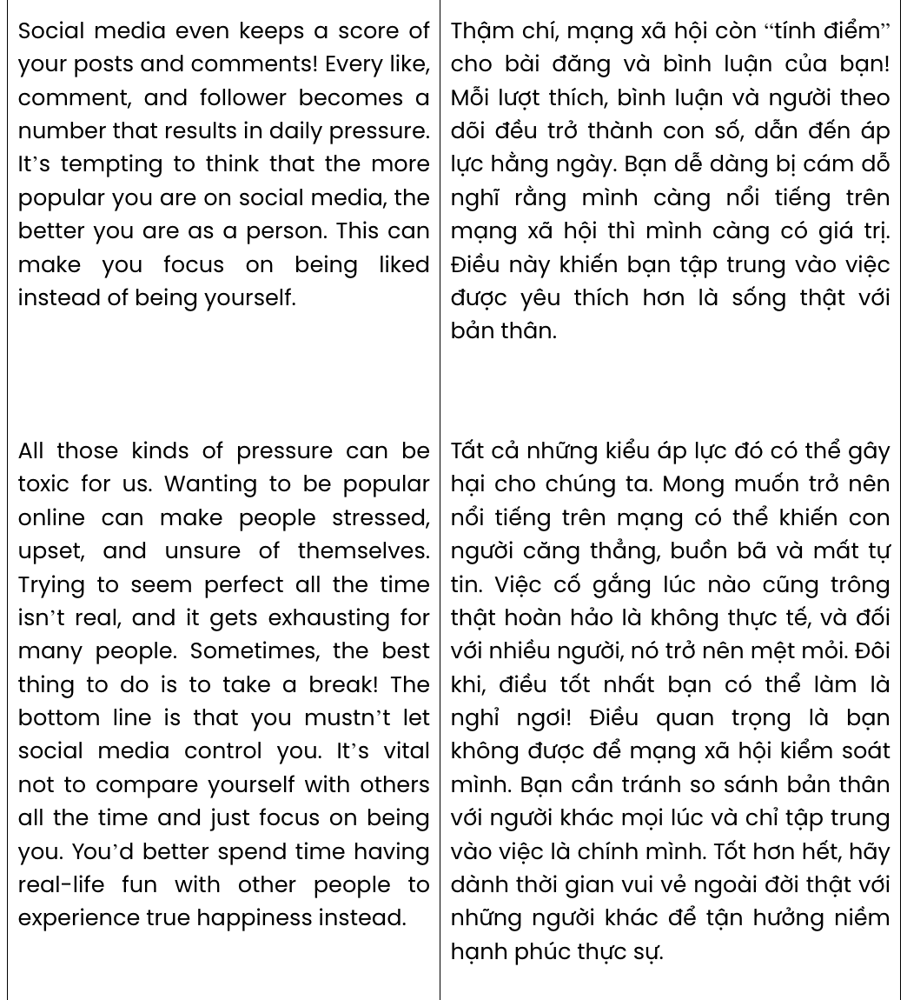 Social media even keeps a score of
your posts and comments! Every like,
comment, and follower becomes a
number that results in daily pressure.
It’s tempting to think that the more
popular you are on social media, the
better you are as a person. This can
make you focus on being liked
instead of being yourself.
Thậm chí, mạng xã hội còn “tính điểm”
cho bài đăng và bình luận của bạn!
Mỗi lượt thích, bình luận và người theo
dõi đều trở thành con số, dẫn đến áp
lực hằng ngày. Bạn dễ dàng bị cám dỗ
nghĩ rằng mình càng nổi tiếng trên
mạng xã hội thì mình càng có giá trị.
Điều này khiến bạn tập trung vào việc
được yêu thích hơn là sống thật với
bản thân.
All those kinds of pressure can be
toxic for us. Wanting to be popular
online can make people stressed,
upset, and unsure of themselves.
Trying to seem perfect all the time
isn’t real, and it gets exhausting for
many people. Sometimes, the best
thing to do is to take a break! The
bottom line is that you mustn’t let
social media control you. It’s vital
not to compare yourself with others
all the time and just focus on being
you. You’d better spend time having
real-life fun with other people to
experience true happiness instead.
Tất cả những kiểu áp lực đó có thể gây
hại cho chúng ta. Mong muốn trở nên
nổi tiếng trên mạng có thể khiến con
người căng thẳng, buồn bã và mất tự
tin. Việc cố gắng lúc nào cũng trông
thật hoàn hảo là không thực tế, và đối
với nhiều người, nó trở nên mệt mỏi. Đôi
khi, điều tốt nhất bạn có thể làm là
nghỉ ngơi! Điều quan trọng là bạn
không được để mạng xã hội kiểm soát
mình. Bạn cần tránh so sánh bản thân
với người khác mọi lúc và chỉ tập trung
vào việc là chính mình. Tốt hơn hết, hãy
dành thời gian vui vẻ ngoài đời thật với
những người khác để tận hưởng niềm
hạnh phúc thực sự.